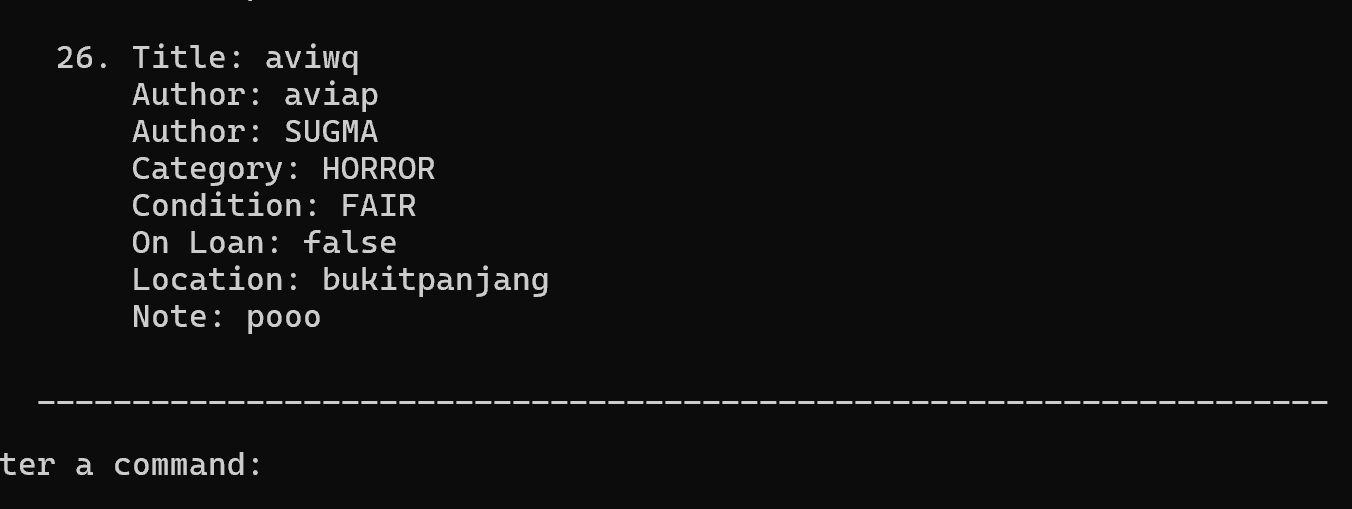 26. Title: aviwq
Author: aviap
Author: SUGMA
Category: HORROR
Condition: FAIR
On Loan: false
Location: bukitpanjang
Note: pooo
____________________________________________________________________
ter a command: